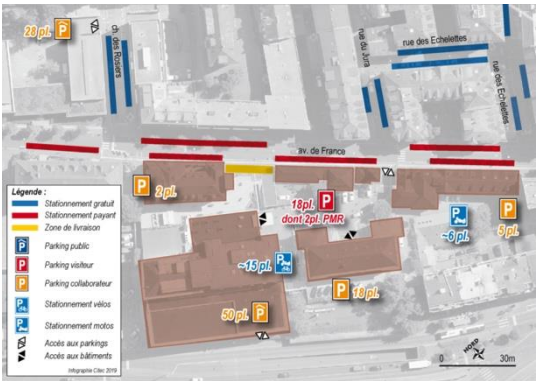 28 pl.
P
ch. des Rosiers
rue du Jura
rue des Echelettes
rue des Echelettes
av. de France
P
2 pl.
P
18pl.
dont 2pl. PMR
P
~6 pl.
P
5 pl.
~15 pl.
P
P
18 pl.
50 pl.
P
Légende :
Stationnement gratuit
Stationnement payant
Zone de livraison
P
Parking public
P
Parking visiteur
P
Parking collaborateur
P
Stationnement vélos
P
Stationnement motos
Accès aux parkings
Accès aux bâtiments
Infographie Citec 2019
NORD
0
30m